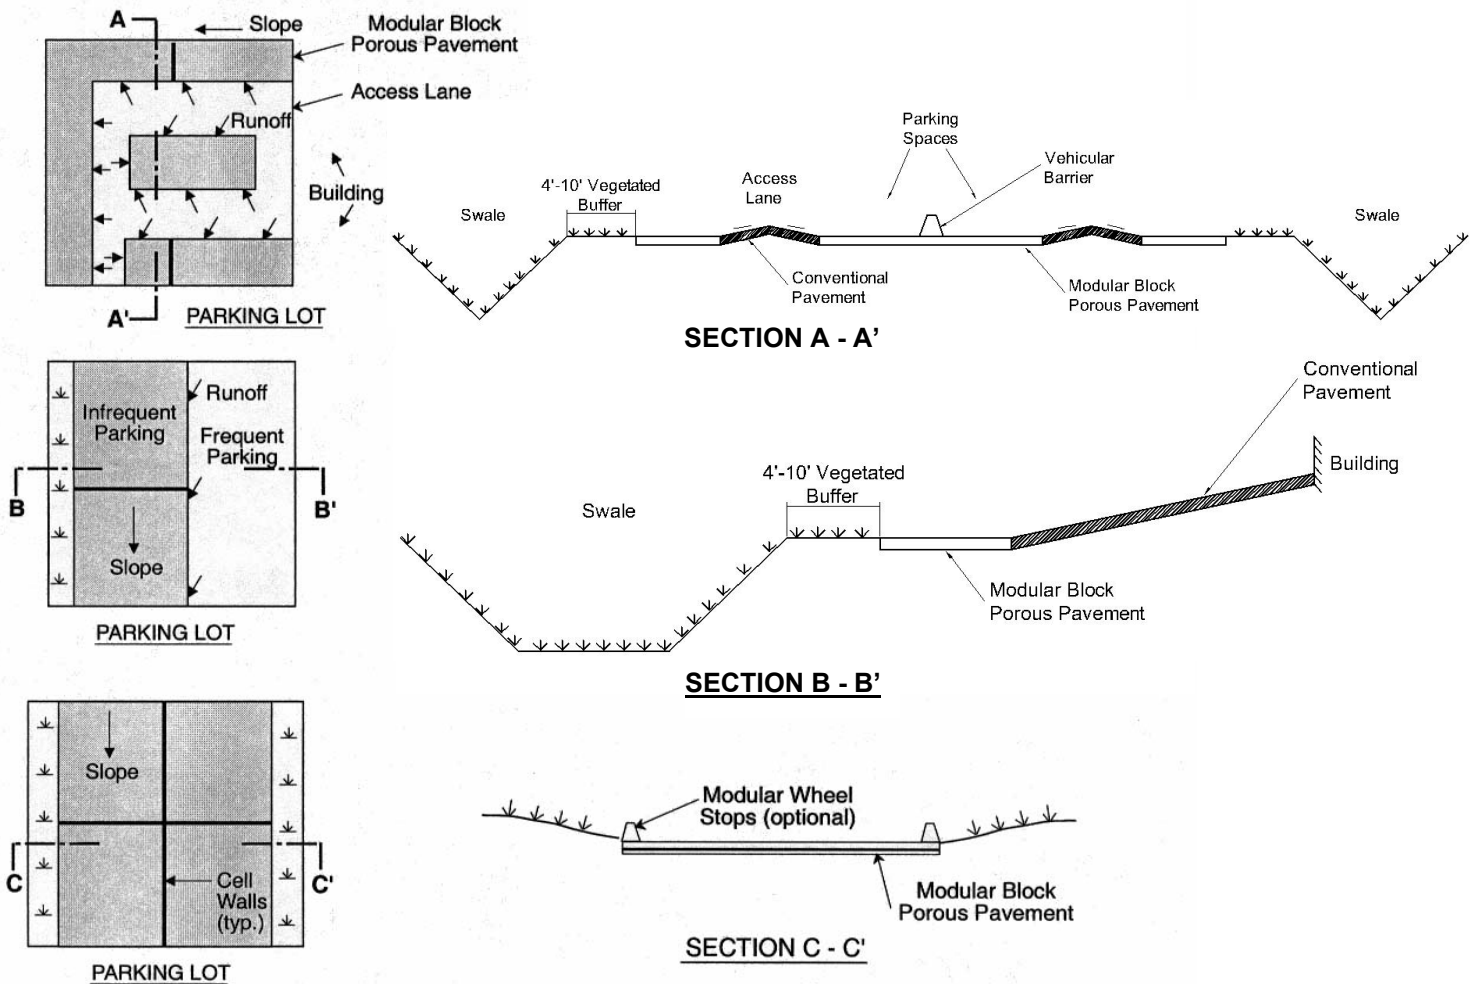 A
Slope
Modular Block
Porous Pavement
Access Lane
Runoff
Building
A'
PARKING LOT
Parking
Spaces
Vehicular
Barrier
Access
Lane
4'-10' Vegetated
Buffer
Swale
Swale
Conventional
Pavement
Modular Block
Porous Pavement
SECTION A - A'
Runoff
Infrequent
Parking
Frequent
Parking
B
B'
Slope
PARKING LOT
Conventional
Pavement
Building
4'-10' Vegetated
Buffer
Swale
Modular Block
Porous Pavement
SECTION B - B'
Slope
C
C'
Cell
Walls
(typ.)
PARKING LOT
Modular Wheel
Stops (optional)
Modular Block
Porous Pavement
SECTION C - C'